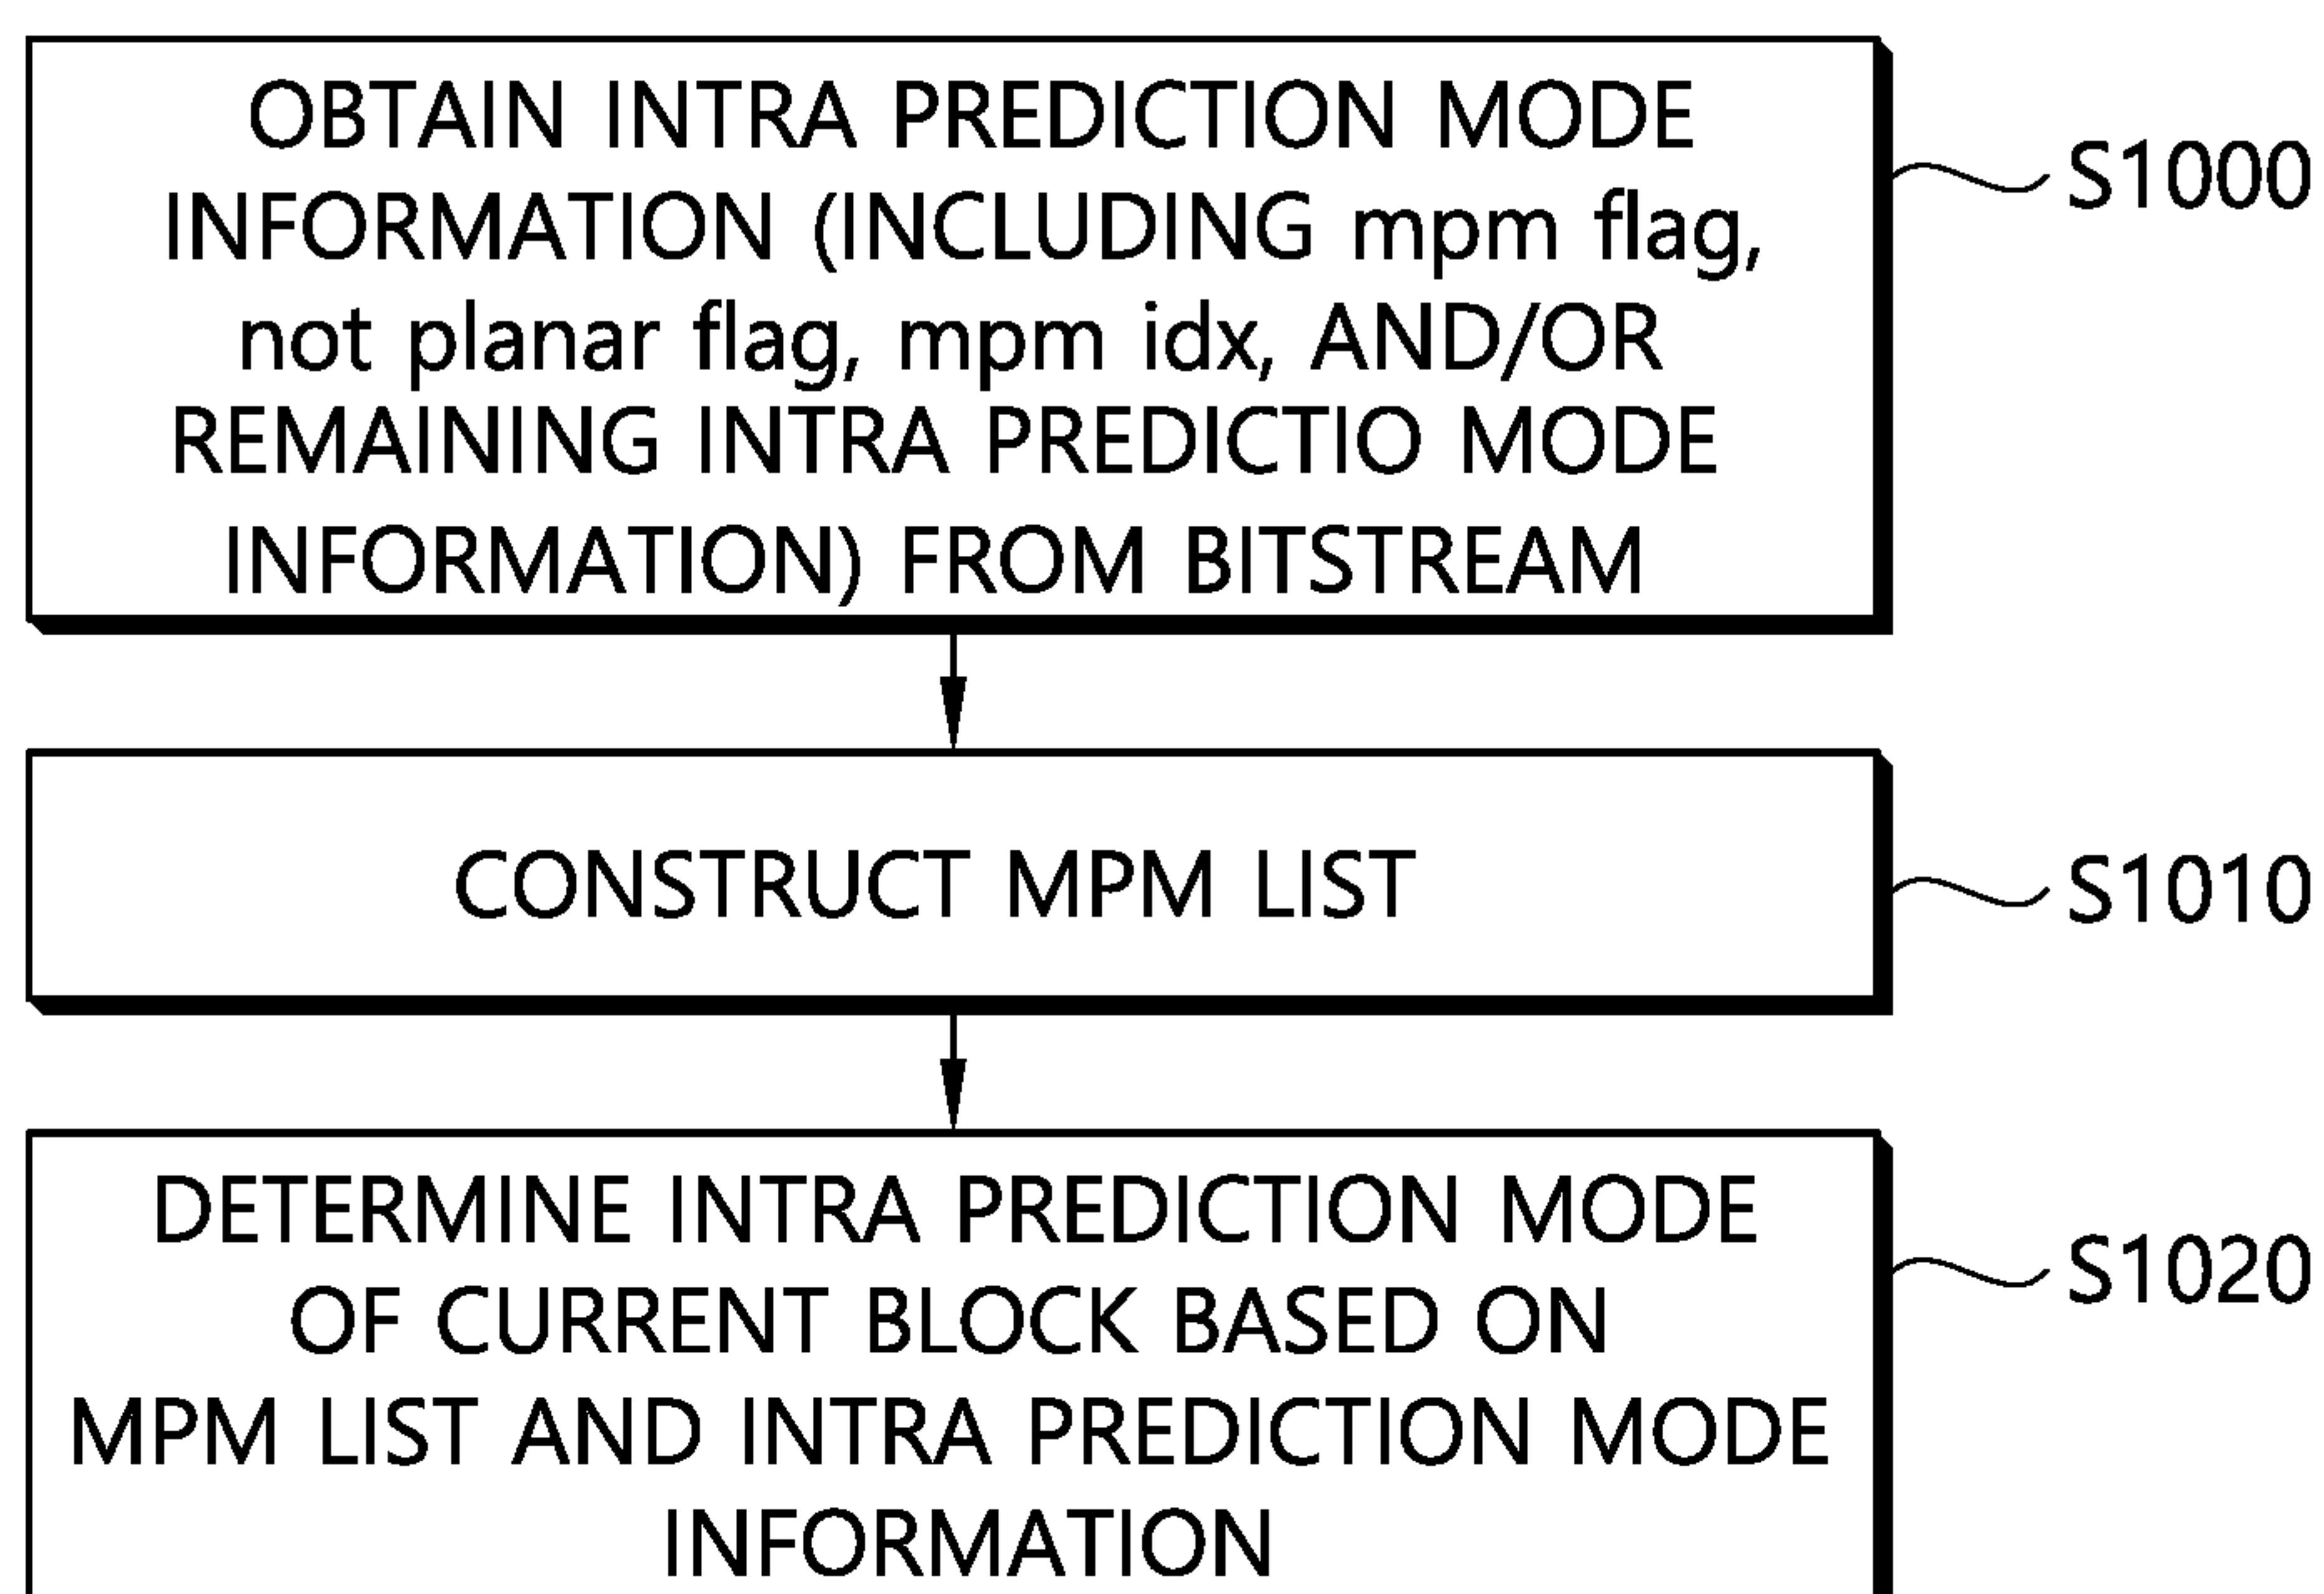 OBTAIN INTRA PREDICTION MODE
INFORMATION (INCLUDING mpm flag,
not planar flag, mpm idx, AND/OR
REMAINING INTRA PREDICTIO MODE
INFORMATION) FROM BITSTREAM
S1000
CONSTRUCT MPM LIST
S1010
DETERMINE INTRA PREDICTION MODE
OF CURRENT BLOCK BASED ON
MPM LIST AND INTRA PREDICTION MODE
INFORMATION
S1020